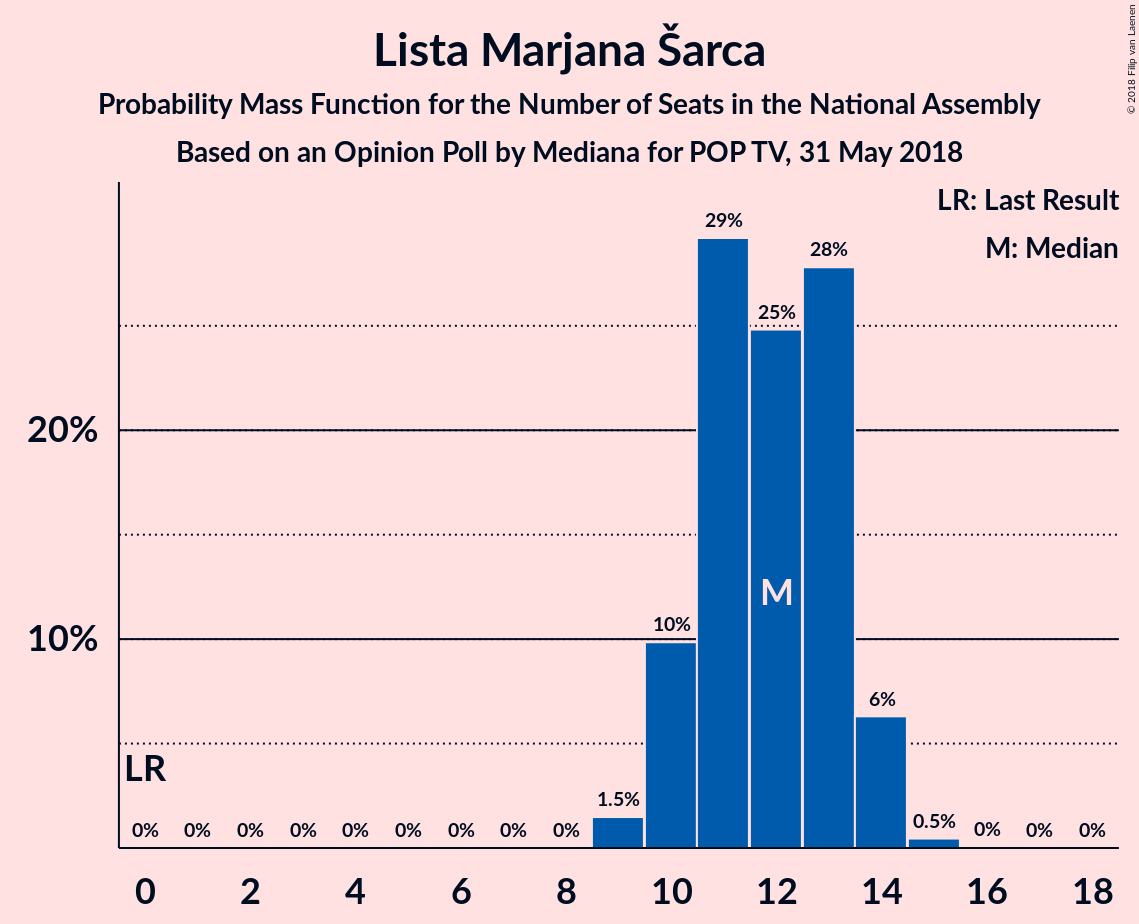 Lista Marjana Šarca
Probability Mass Function for the Number of Seats in the National Assembly
Based on an Opinion Poll by Mediana for POP TV, 31 May 2018
© 2018 Filip van Laenen
LR: Last Result
M: Median
29%
28%
25%
20%
M
10%
10%
6%
LR
1.5%
0.5%
0% 0% 0% 0% 0% 0% 0% 0% 0% 0% 0% 0%
0 2 4 6 8 10 12 14 16 18